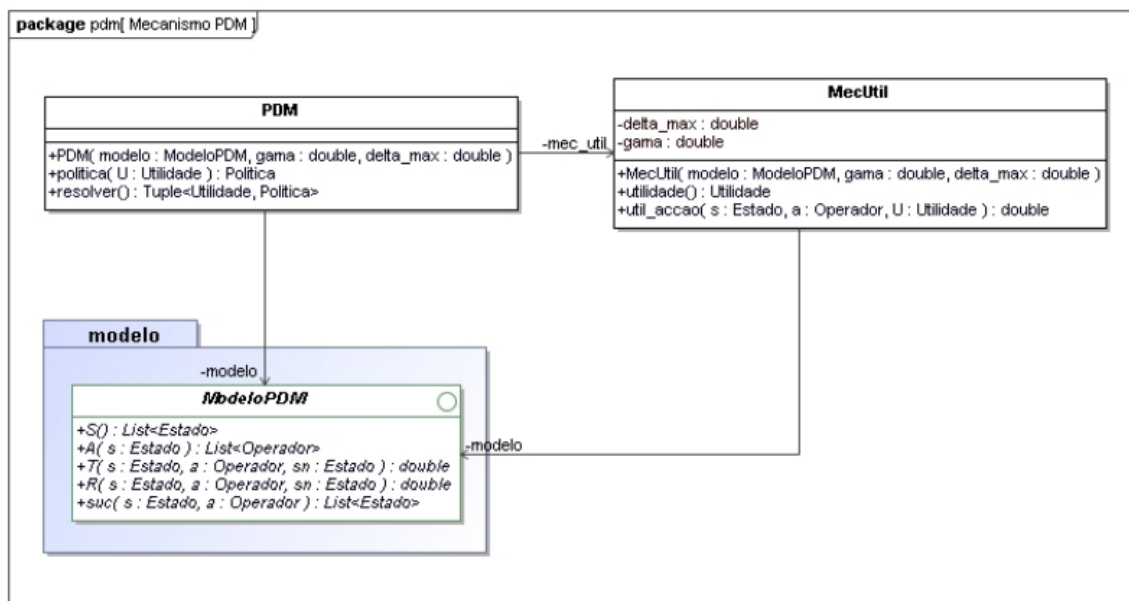 package pdm[ Mecanismo PDM ]
PDM
+PDM( modelo : ModeloPDM, gama : double, delta_max : double )
+politica( U : Utilidade ) : Politica
+resolver() : Tuple<Utilidade, Politica>
-mec_util
MecUtil
-delta_max : double
-gama : double
+MecUtil( modelo : ModeloPDM, gama : double, delta_max : double )
+utilidade() : Utilidade
+util_accao( s : Estado, a : Operador, U : Utilidade ) : double
modelo
-modelo
ModeloPDM
+S() : List<Estado>
+A( s : Estado ) : List<Operador>
+T( s : Estado, a : Operador, sn : Estado ) : double
+R( s : Estado, a : Operador, sn : Estado ) : double
+suc( s : Estado, a : Operador ) : List<Estado>
-modelo